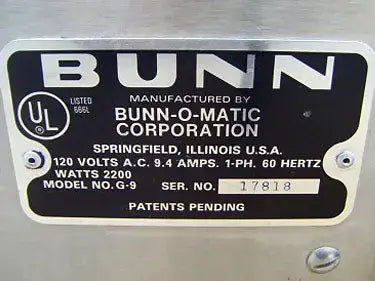 BUNN
UL
LISTED
666L
MANUFACTURED BY
BUNN-O-MATIC
CORPORATION
SPRINGFIELD, ILLINOIS U.S.A.
120 VOLTS A.C. 9.4 AMPS. 1-PH. 60 HERTZ
WATTS 2200
MODEL NO. G-9 SER. NO. 17818
PATENTS PENDING